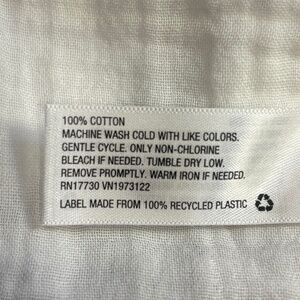 100% COTTON
MACHINE WASH COLD WITH LIKE COLORS.
GENTLE CYCLE. ONLY NON-CHLORINE
BLEACH IF NEEDED. TUMBLE DRY LOW.
REMOVE PROMPTLY. WARM IRON IF NEEDED.
RN17730 VN1973122
LABEL MADE FROM 100% RECYCLED PLASTIC